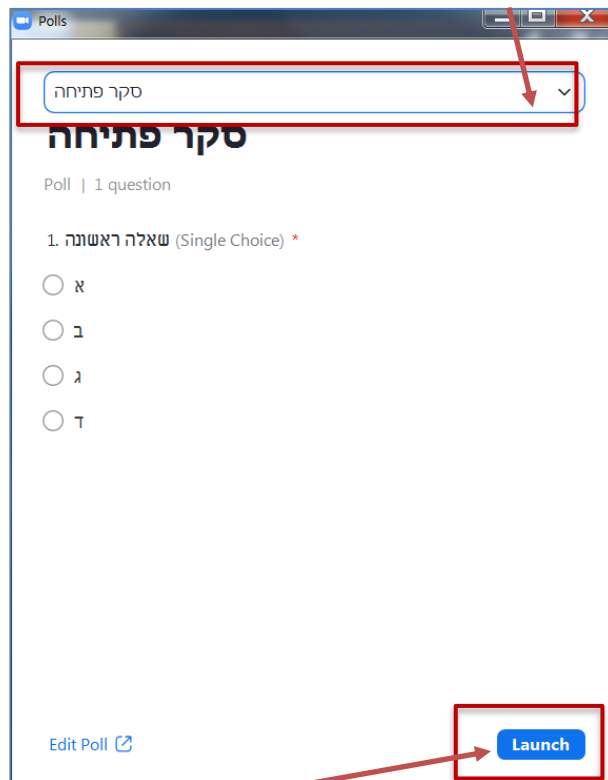 Polls
סקר פתיחה
סקר פתיחה
Poll | 1 question
1. שאלה ראשונה (Single Choice) *
א
ב
ג
ד
Edit Poll
Launch